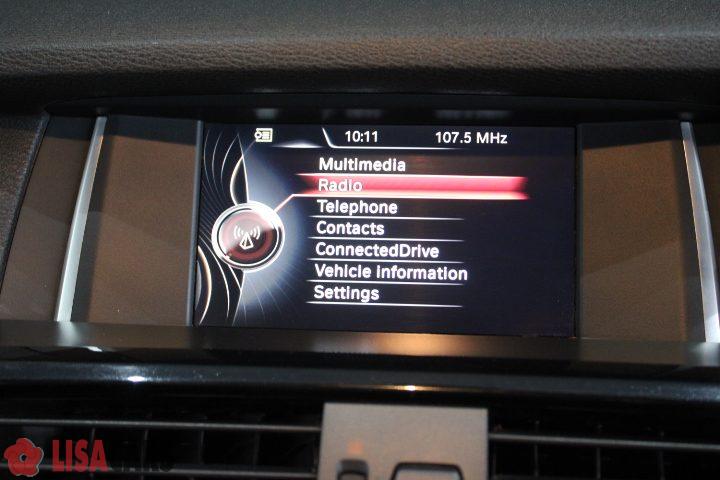 10:11 107.5 MHz
Multimedia
Radio
Telephone
Contacts
ConnectedDrive
Vehicle information
Settings
LISA